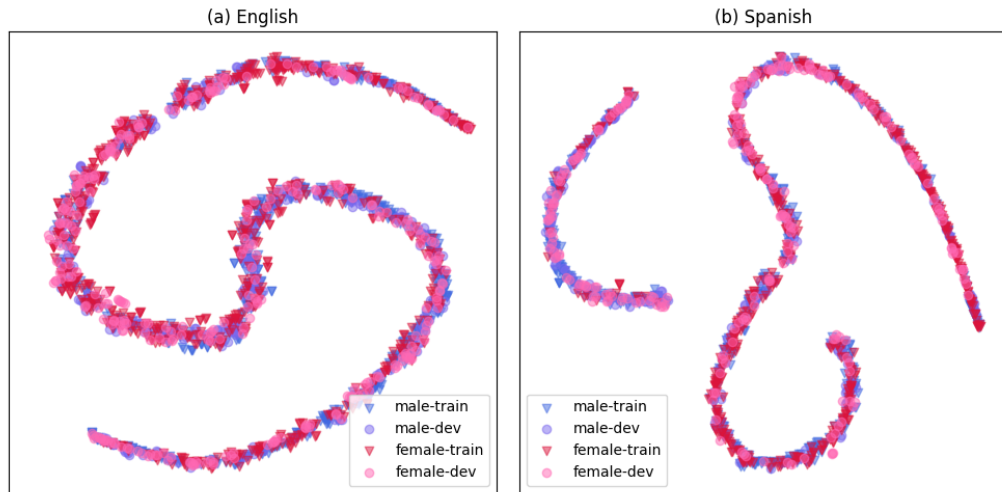 (a) English
(b) Spanish
male-train
male-dev
female-train
female-dev
male-train
male-dev
female-train
female-dev